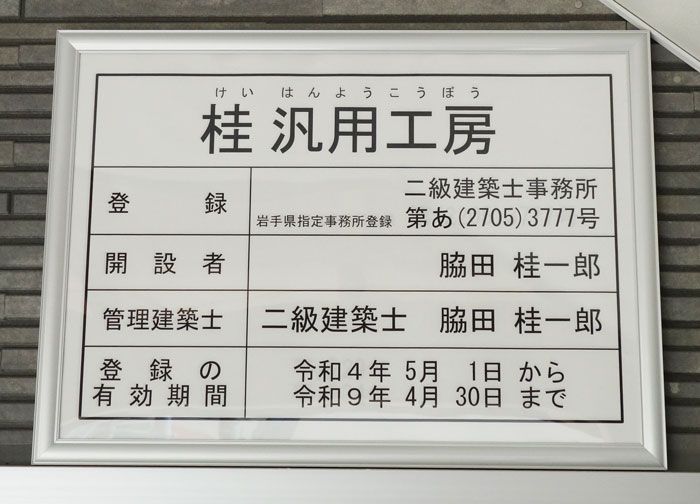 けい はんようこうぼう
桂 汎用工房
登録
二級建築士事務所
岩手県指定事務所登録 第あ(2705)3777号
開設者 脇田 桂一郎
管理建築士 二級建築士 脇田 桂一郎
登録の
有効期間
令和4年 5月 1日 から
令和9年 4月 30日 まで